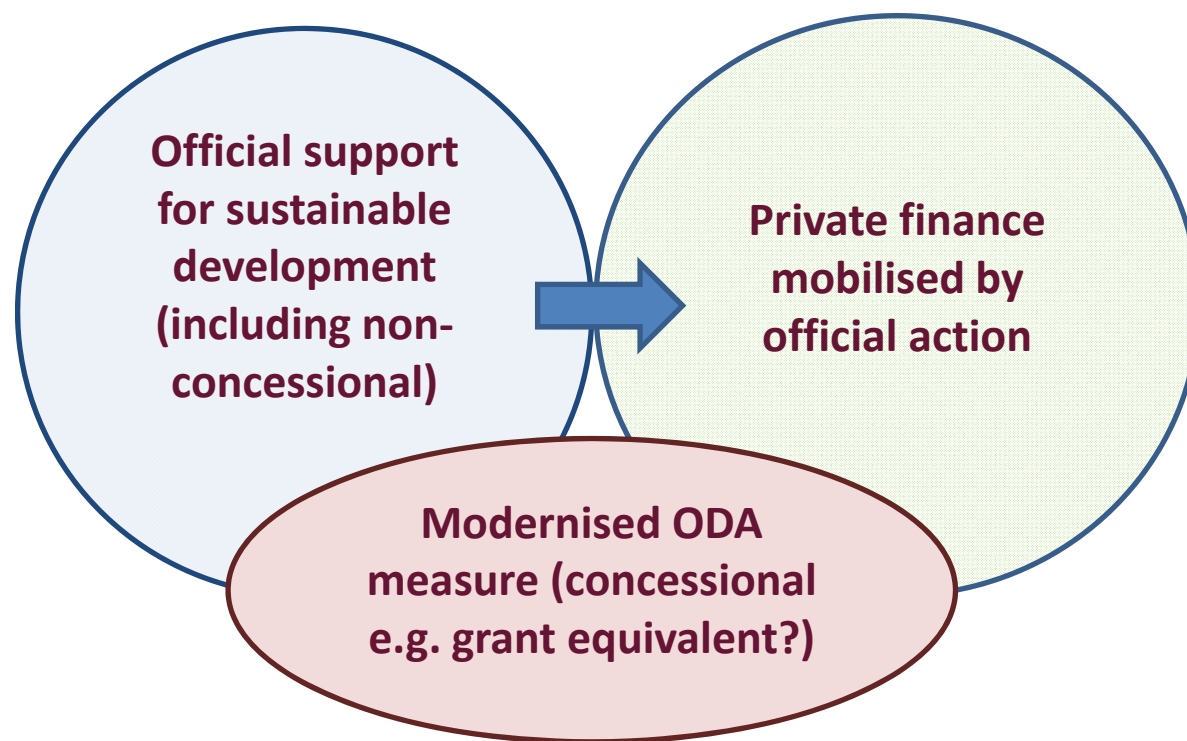 Official support
for sustainable
development
(including non-
concessional)
Private finance
mobilised by
official action
Modernised ODA
measure (concessional
e.g. grant equivalent?)